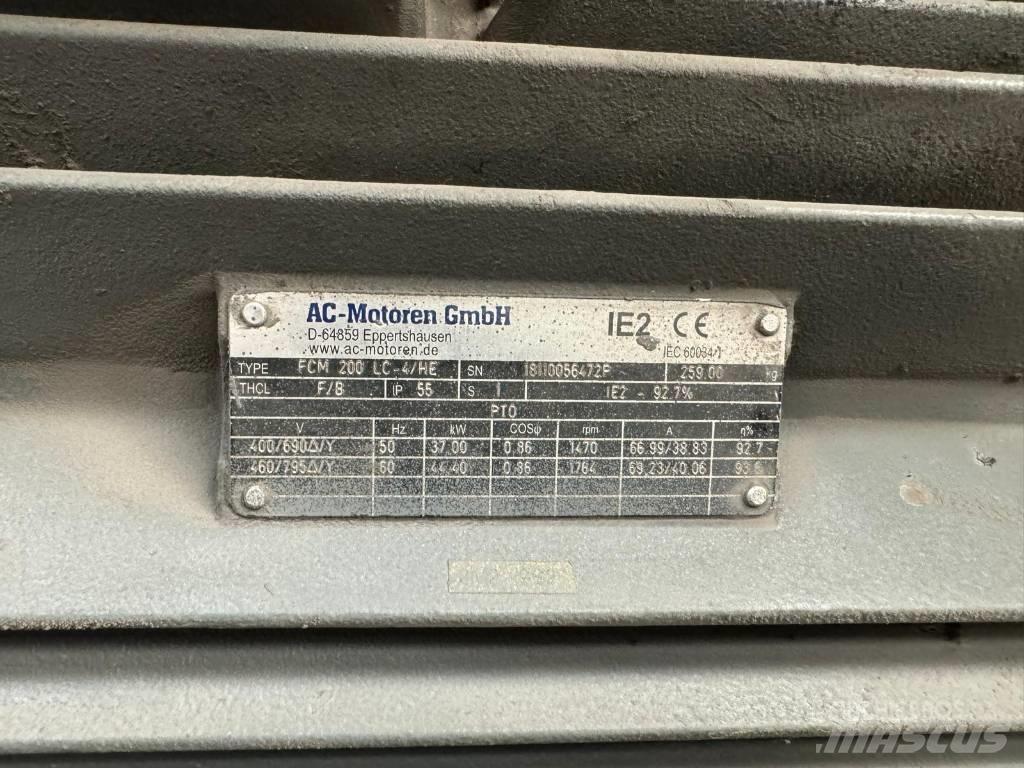 AC-Motoren GmbH
D-64859 Eppertshausen
www.ac-motoren.de
IE2 CE
IEC 60034/1
TYPE FCM 200 LC-4/HE SN 259.00 kg
THCL F/B IP 55 S 1 IE2 - 92.7%
PTO
V Hz kW COSφ rpm A η%
400/690Δ/Y 50 37.00 0.86 1470 66.99/38.83 92.7
460/795Δ/Y 60 44.40 0.86 1764 69.23/40.06
MASCUS